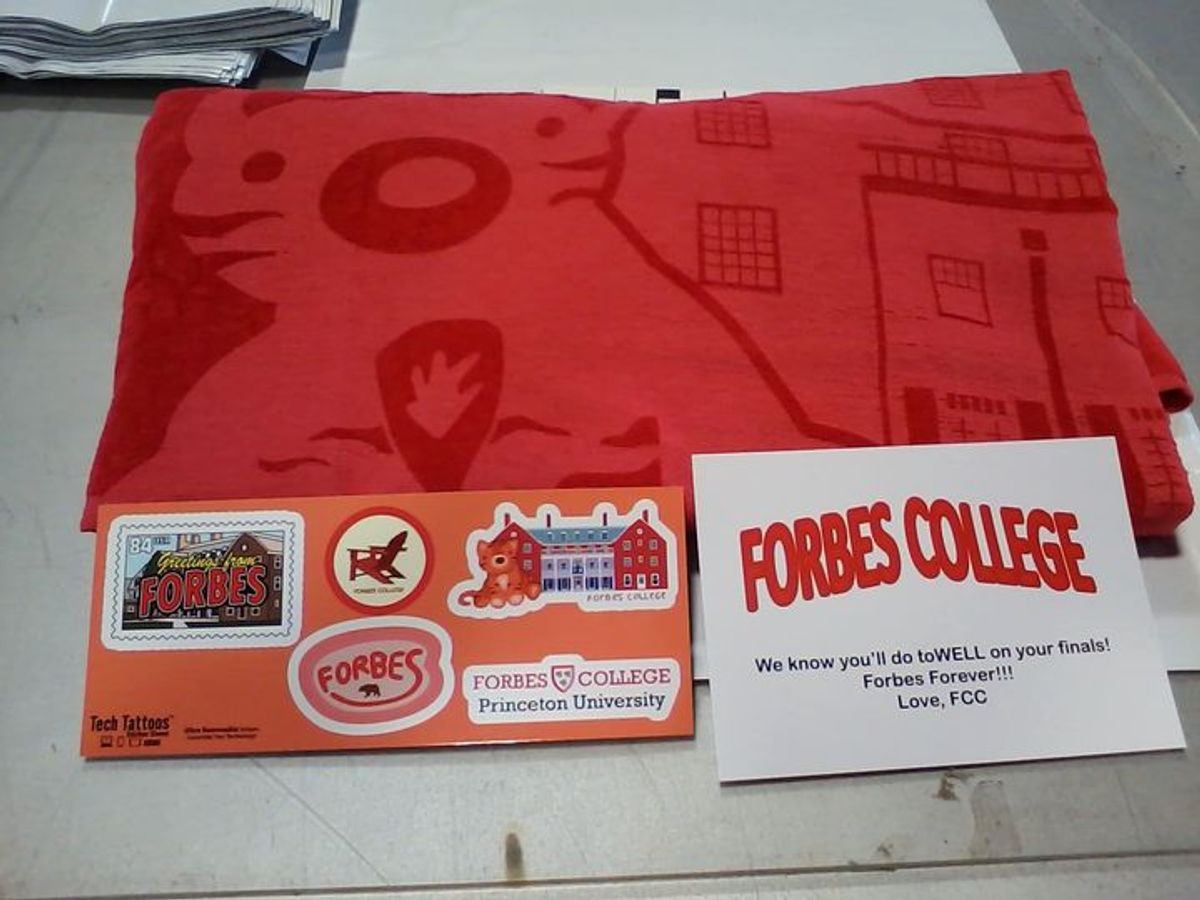 84
Greetings from
FORBES
FORBES COLLEGE
FORBES COLLEGE
FORBES
FORBES COLLEGE
Princeton University
Tech Tattoos™
FORBES COLLEGE
We know you'll do toWELL on your finals!
Forbes Forever!!!
Love, FCC